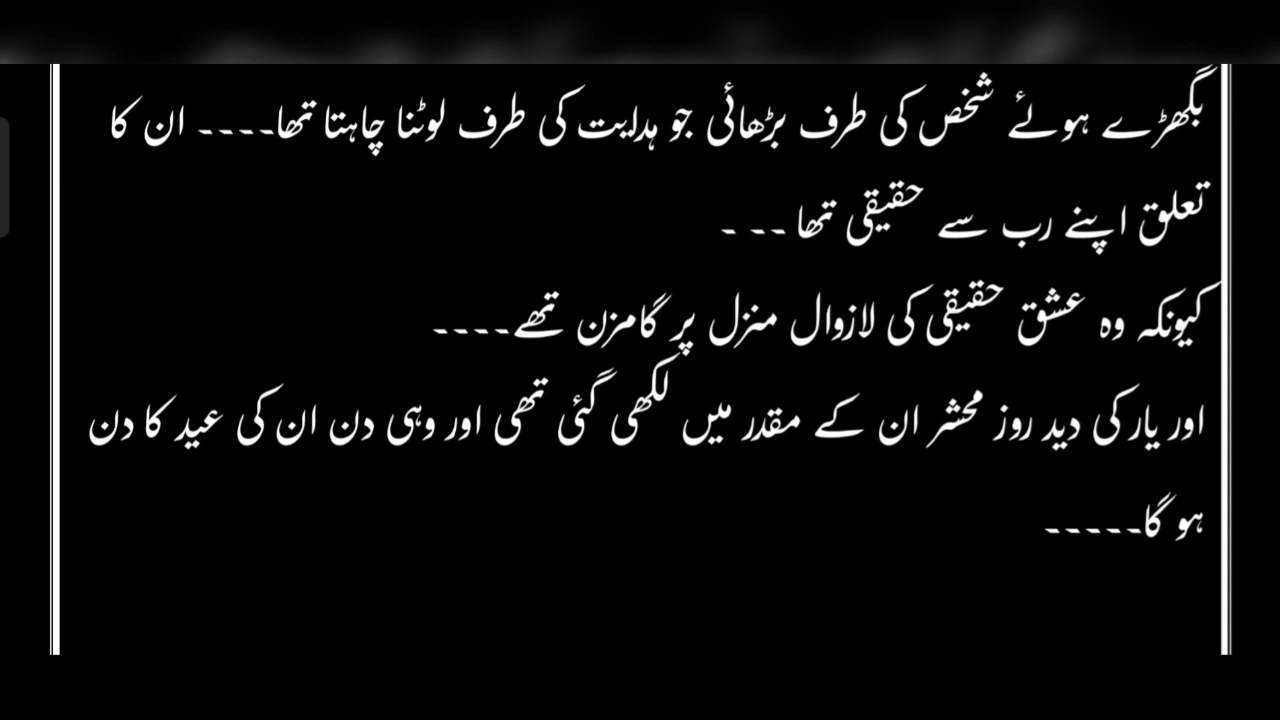 بگھڑے ہوئے شخص کی طرف بڑھائی جو ہدایت کی طرف لوٹنا چاہتا تھا۔۔۔۔ ان کا
تعلق اپنے رب سے حقیقی تھا ۔۔ ۔
کیونکہ وہ عشق حقیقی کی لازوال منزل پر گامزن تھے۔۔۔۔
اور یار کی دید روز محشر ان کے مقدر میں لکھی گئی تھی اور وہی دن ان کی عید کا دن
ہو گا۔۔۔۔۔